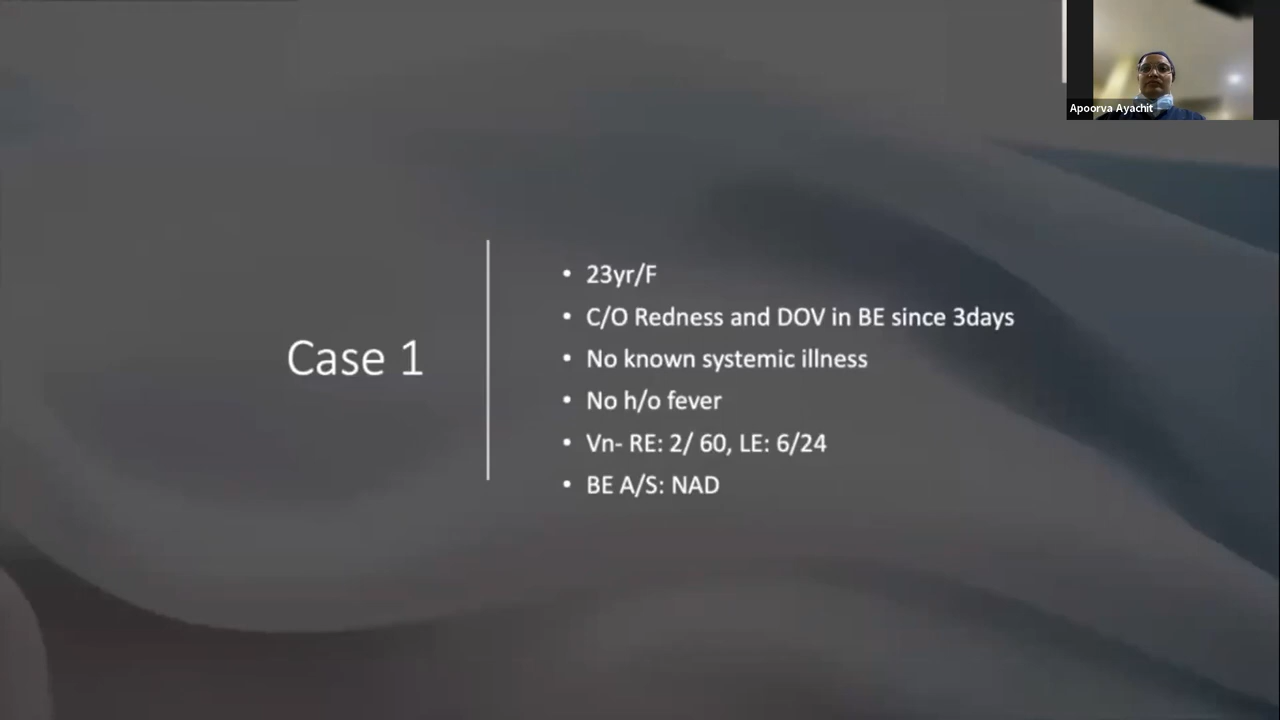 Apoorva Ayachit
Case 1
• 23yr/F
• C/O Redness and DOV in BE since 3days
• No known systemic illness
• No h/o fever
• Vn- RE: 2/ 60, LE: 6/24
• BE A/S: NAD